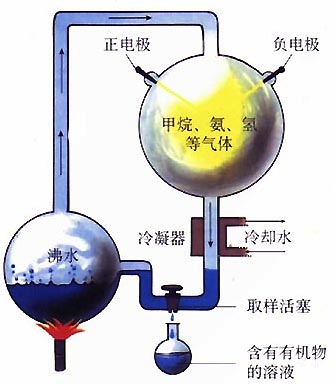 正电极
负电极
甲烷、氨、氢
等气体
沸水
冷凝器
冷却水
取样活塞
含有有机物
的溶液